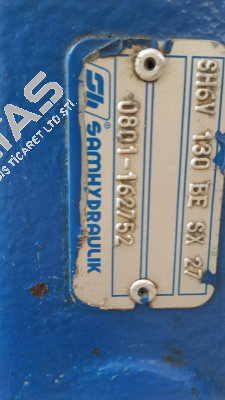 SH6V 130 BE SX 27
0801-162752
Sh/ SAMHYDRAULIK
TICARET LTD STI.